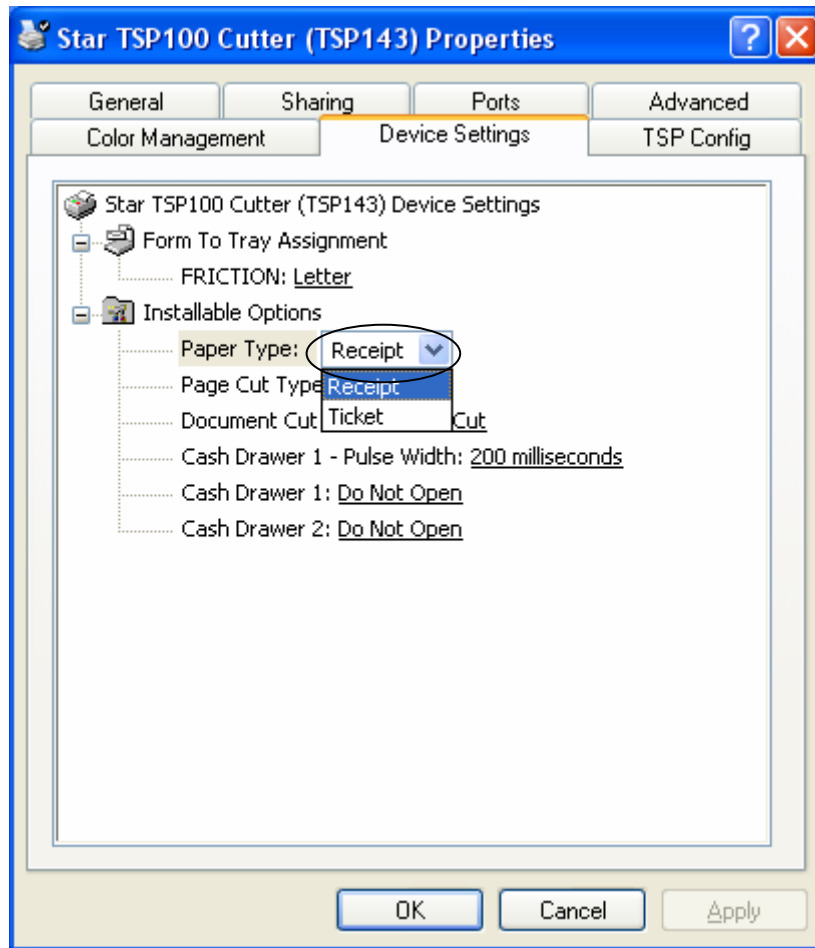 Star TSP100 Cutter (TSP143) Properties
General Sharing Ports Advanced
Color Management Device Settings TSP Config
Star TSP100 Cutter (TSP143) Device Settings
Form To Tray Assignment
FRICTION: Letter
Installable Options
Paper Type: Receipt
Page Cut Type Receipt
Document Cut Ticket Cut
Cash Drawer 1 - Pulse Width: 200 milliseconds
Cash Drawer 1: Do Not Open
Cash Drawer 2: Do Not Open
OK Cancel Apply